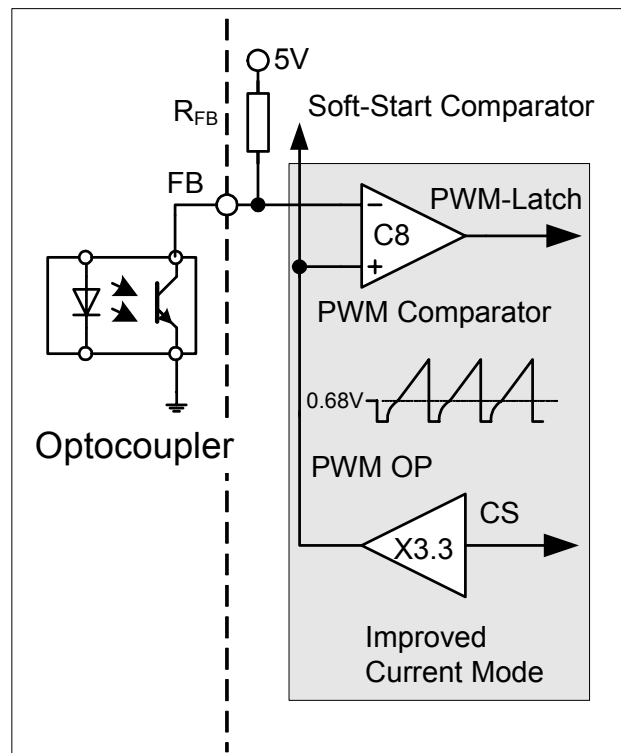 5V
R_FB
Soft-Start Comparator
FB
PWM-Latch
−
C8
+
PWM Comparator
0.68V
Optocoupler
PWM OP
CS
X3.3
Improved
Current Mode